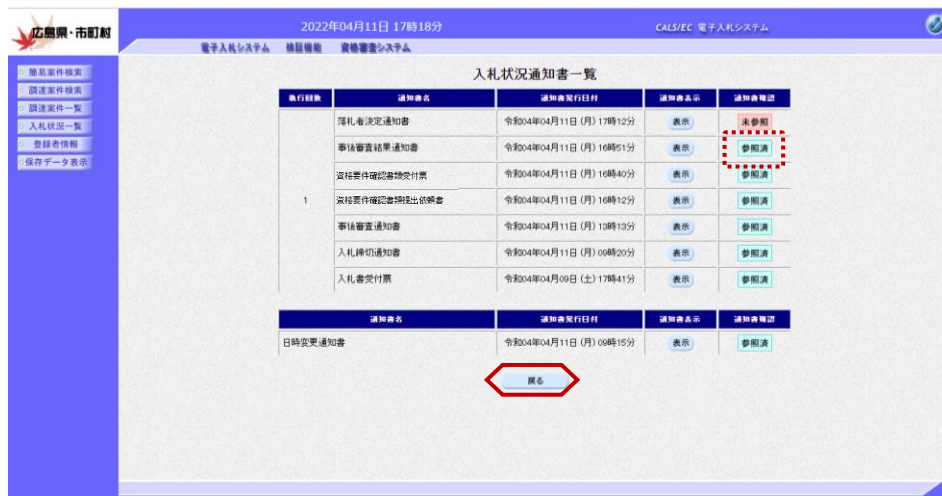 広島県・市町村
2022年04月11日 17時18分
CALS/EC 電子入札システム
電子入札システム 検証機能 資格審査システム
簡易案件検索
調達案件検索
調達案件一覧
入札状況一覧
登録者情報
保存データ表示
入札状況通知書一覧
執行回数 通知書名 通知書発行日付 通知書表示 通知書確認
落札者決定通知書 令和04年04月11日 (月) 17時12分 表示 未参照
事後審査結果通知書 令和04年04月11日 (月) 16時51分 表示 参照済
資格要件確認書類受付票 令和04年04月11日 (月) 16時40分 表示 参照済
1 資格要件確認書類提出依頼書 令和04年04月11日 (月) 16時12分 表示 参照済
事後審査通知書 令和04年04月11日 (月) 13時13分 表示 参照済
入札締切通知書 令和04年04月11日 (月) 09時20分 表示 参照済
入札書受付票 令和04年04月09日 (土) 17時41分 表示 参照済
通知書名 通知書発行日付 通知書表示 通知書確認
日時変更通知書 令和04年04月11日 (月) 09時15分 表示 参照済
戻る